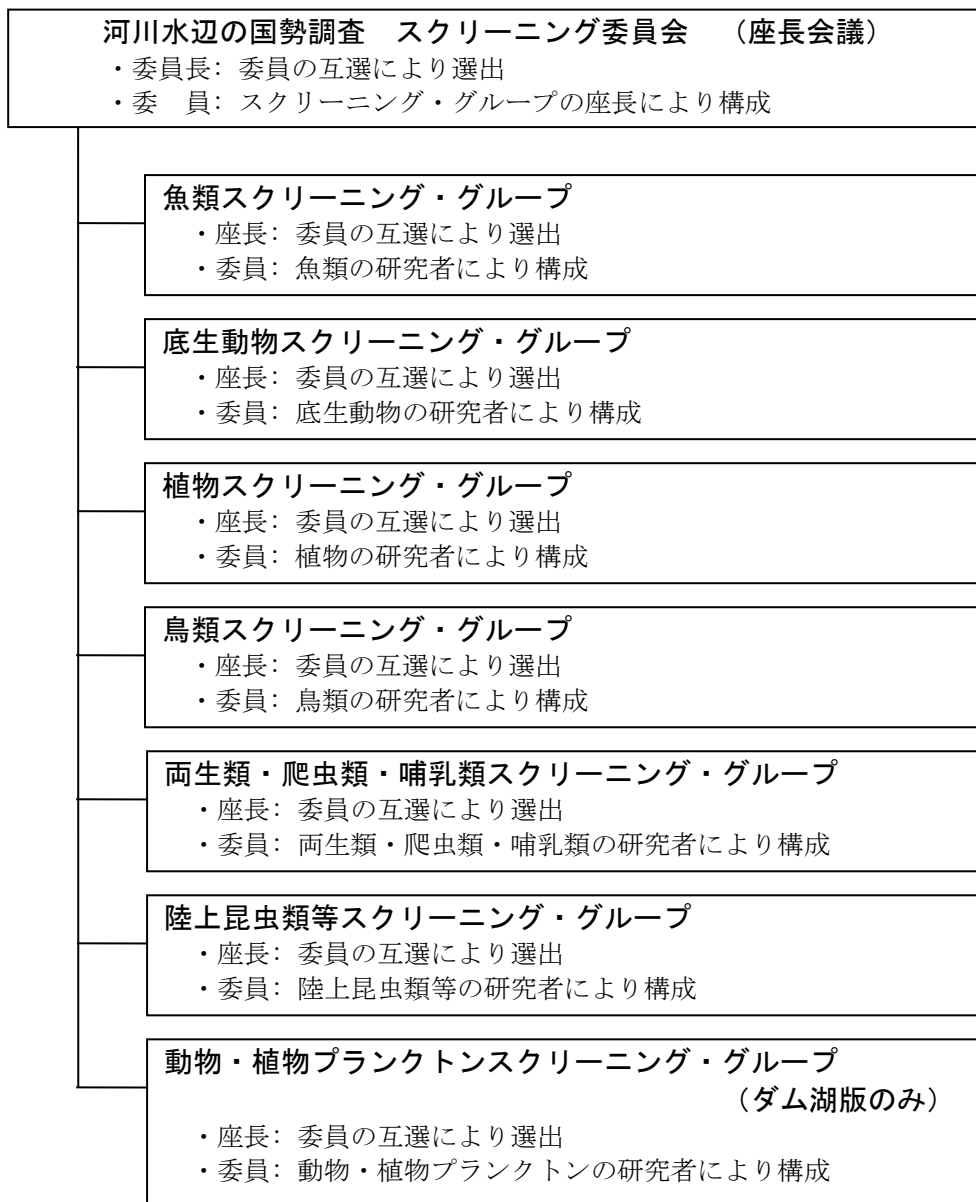 河川水辺の国勢調査　スクリーニング委員会　（座長会議）
・委員長：委員の互選により選出
・委　員：スクリーニング・グループの座長により構成
魚類スクリーニング・グループ
・座長：委員の互選により選出
・委員：魚類の研究者により構成
底生動物スクリーニング・グループ
・座長：委員の互選により選出
・委員：底生動物の研究者により構成
植物スクリーニング・グループ
・座長：委員の互選により選出
・委員：植物の研究者により構成
鳥類スクリーニング・グループ
・座長：委員の互選により選出
・委員：鳥類の研究者により構成
両生類・爬虫類・哺乳類スクリーニング・グループ
・座長：委員の互選により選出
・委員：両生類・爬虫類・哺乳類の研究者により構成
陸上昆虫類等スクリーニング・グループ
・座長：委員の互選により選出
・委員：陸上昆虫類等の研究者により構成
動物・植物プランクトンスクリーニング・グループ
（ダム湖版のみ）
・座長：委員の互選により選出
・委員：動物・植物プランクトンの研究者により構成